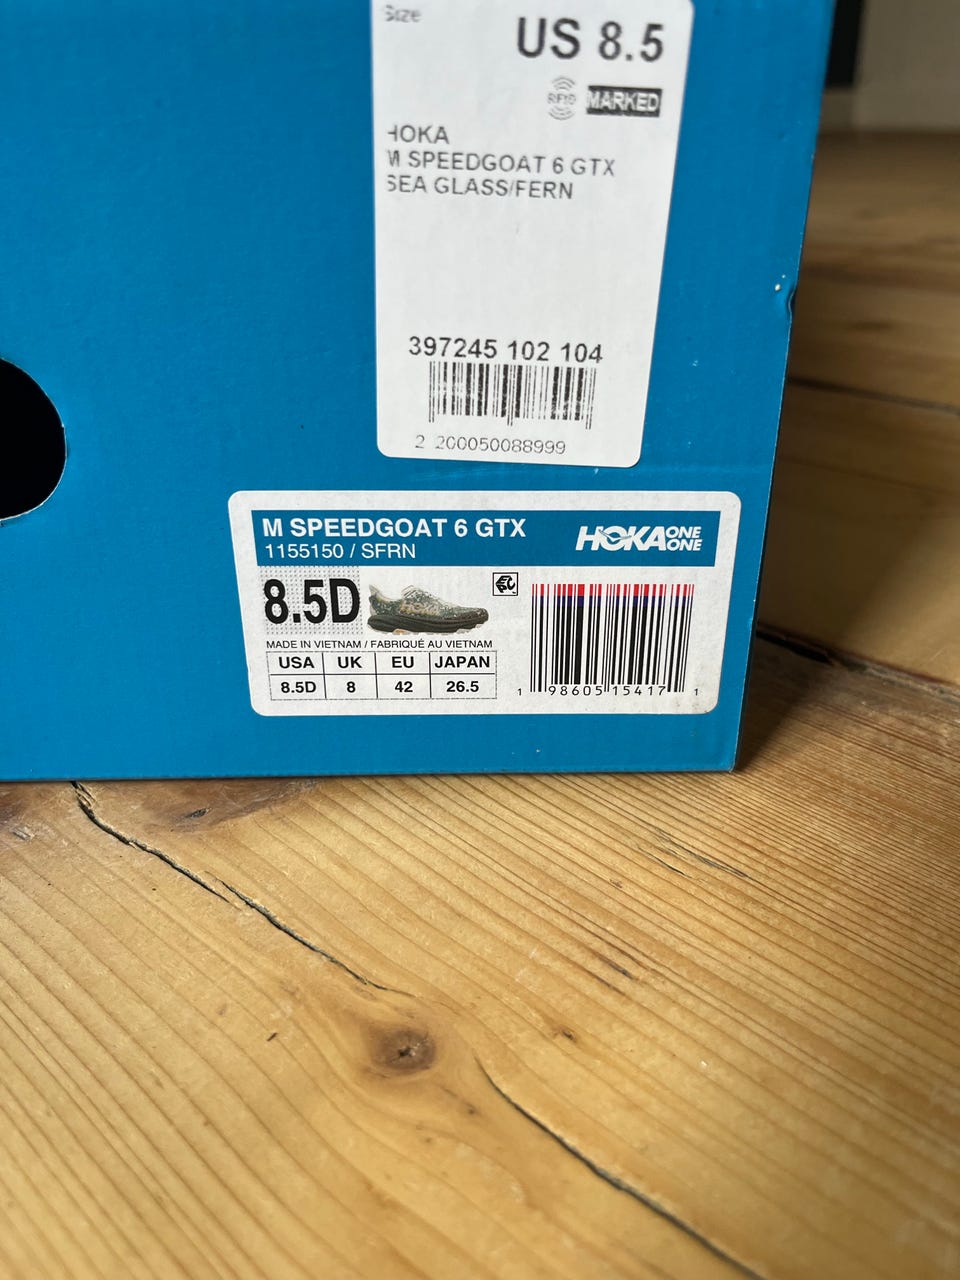 Size
US 8.5
RFID MARKED
HOKA
M SPEEDGOAT 6 GTX
SEA GLASS/FERN
397245 102 104
2 200050088999
M SPEEDGOAT 6 GTX
1155150 / SFRN
HOKA ONE ONE
8.5D
HOKA
MADE IN VIETNAM / FABRIQUÉ AU VIETNAM
USA UK EU JAPAN
8.5D 8 42 26.5
1 98605 15417 1